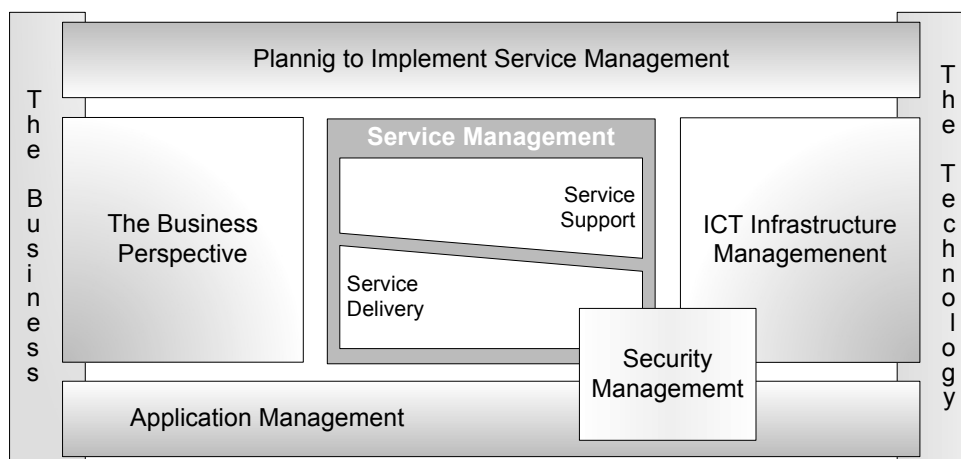 Plannig to Implement Service Management
The Business
The Business
Perspective
Service Management
Service
Support
Service
Delivery
ICT Infrastructure
Managemenent
Security
Managememt
Application Management
The Technology